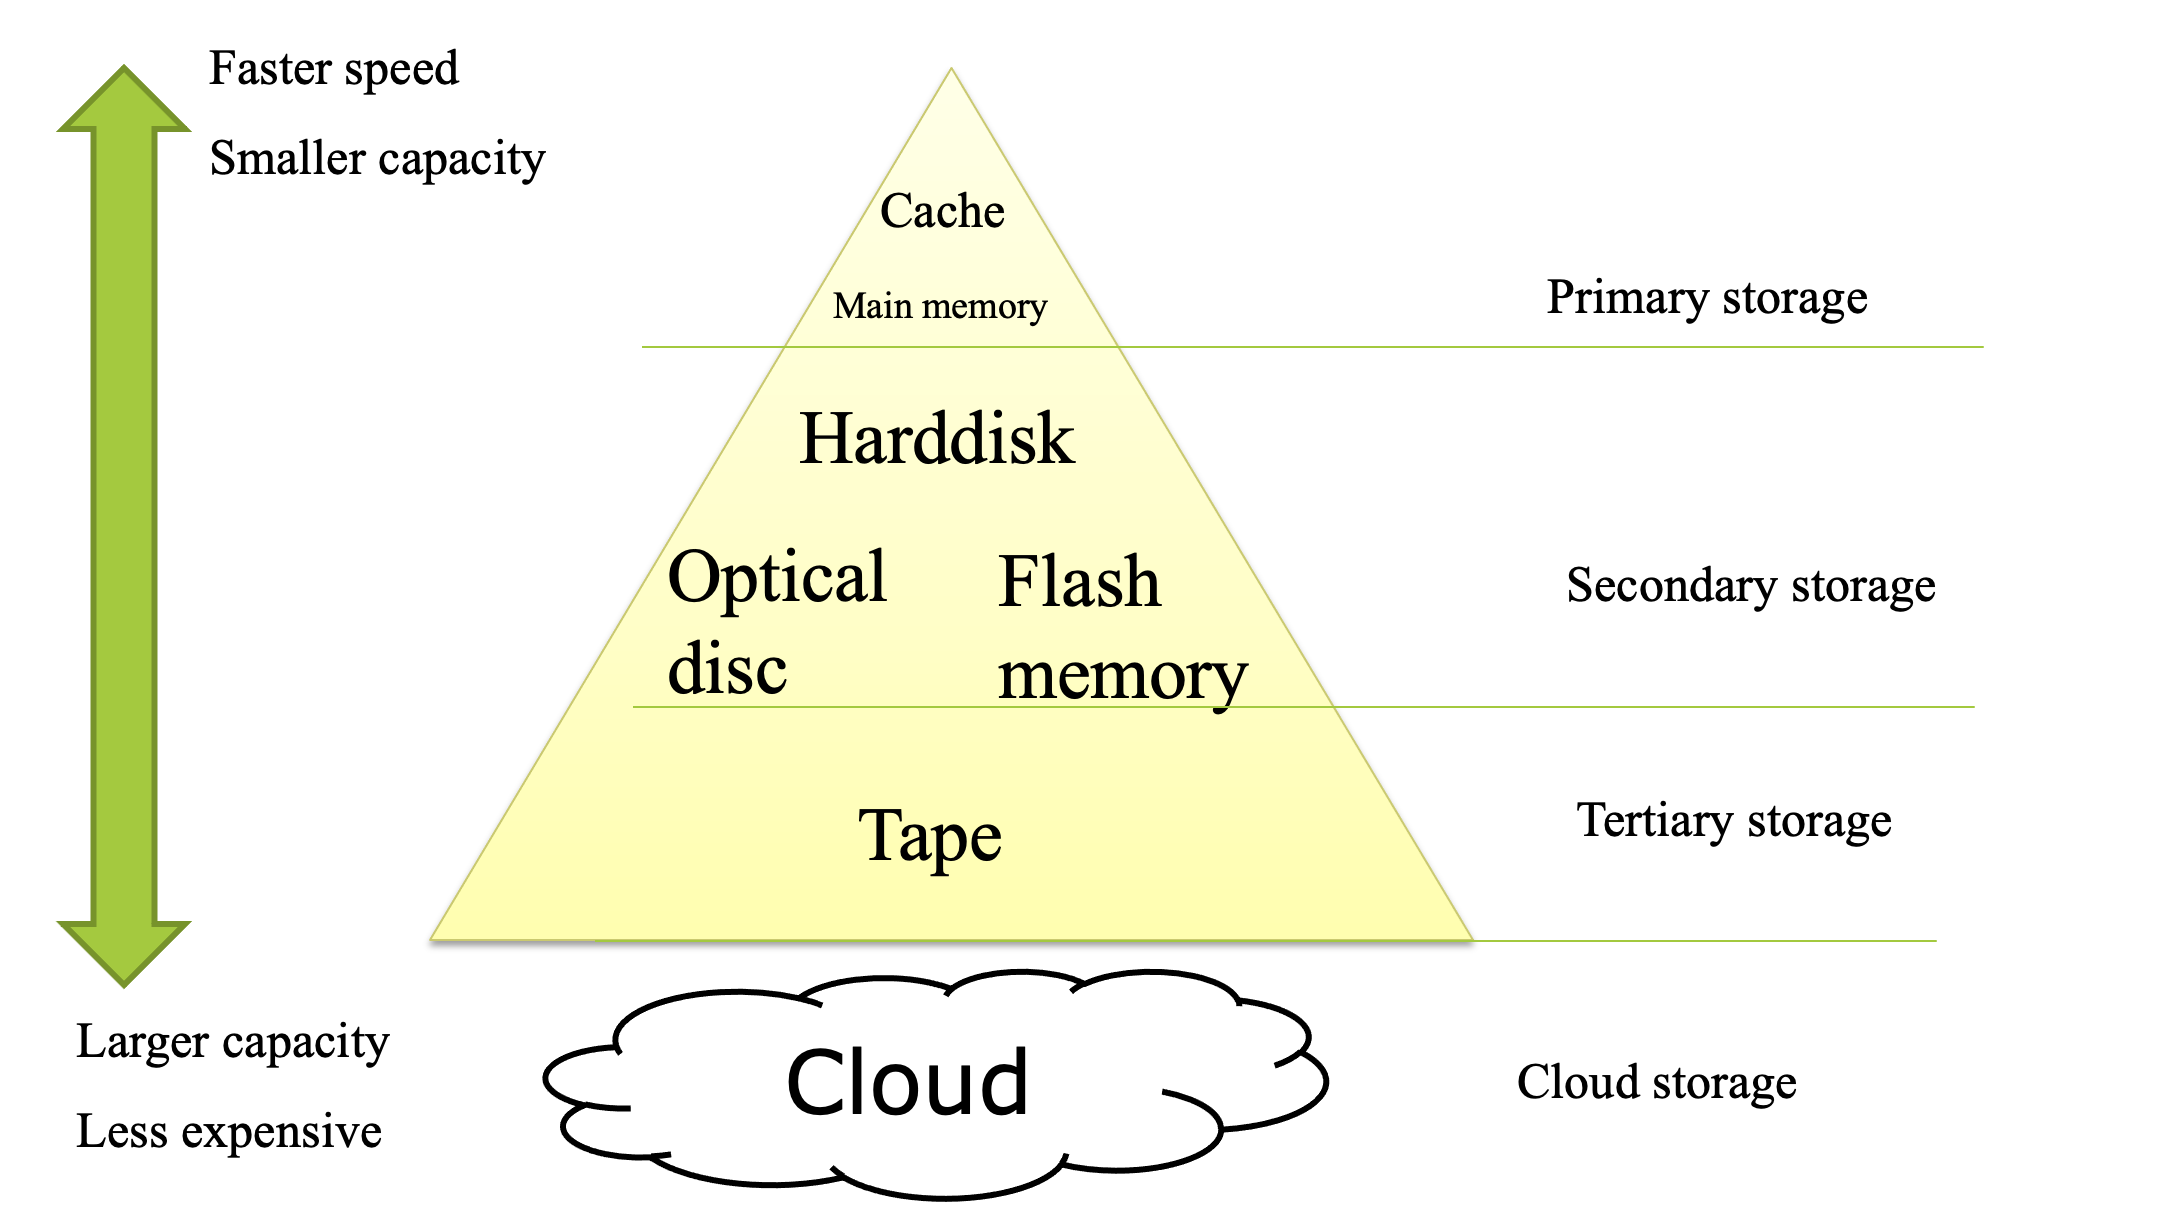 Faster speed
Smaller capacity
Cache
Main memory
Primary storage
Harddisk
Optical
disc
Flash
memory
Secondary storage
Tape
Tertiary storage
Larger capacity
Less expensive
Cloud
Cloud storage